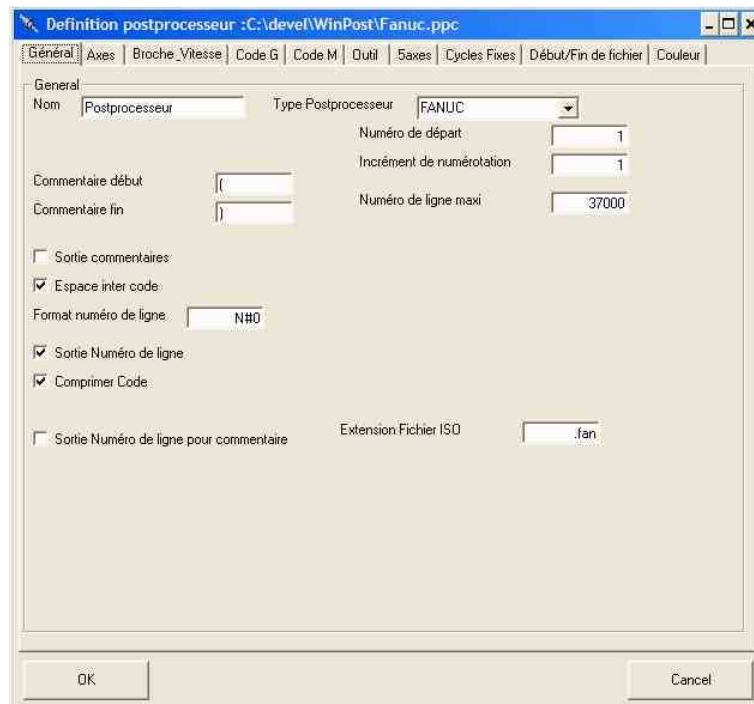 Definition postprocesseur :C:\devel\WinPost\Fanuc.ppc
Général Axes Broche_Vitesse Code G Code M Outil 5axes Cycles Fixes Début/Fin de fichier Couleur
General
Nom Postprocesseur Type Postprocesseur FANUC
Numéro de départ 1
Incrément de numérotation 1
Commentaire début (
Numéro de ligne maxi 37000
Commentaire fin )
Sortie commentaires
Espace inter code
Format numéro de ligne N#0
Sortie Numéro de ligne
Comprimer Code
Sortie Numéro de ligne pour commentaire Extension Fichier ISO .fan
OK Cancel